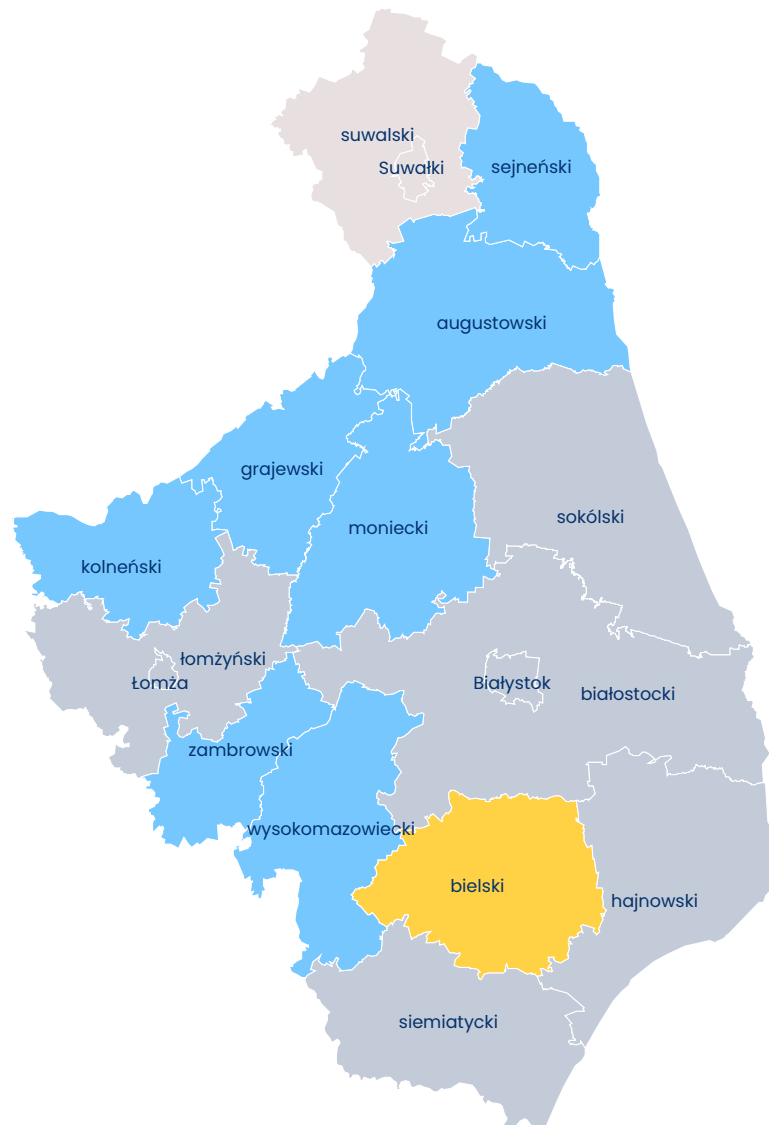 suwalski
Suwałki
sejneński
augustowski
grajewski
sokólski
moniecki
kolneński
łomżyński
Łomża
Białystok
białostocki
zambrowski
wysokomazowiecki
bielski
hajnowski
siemiatycki